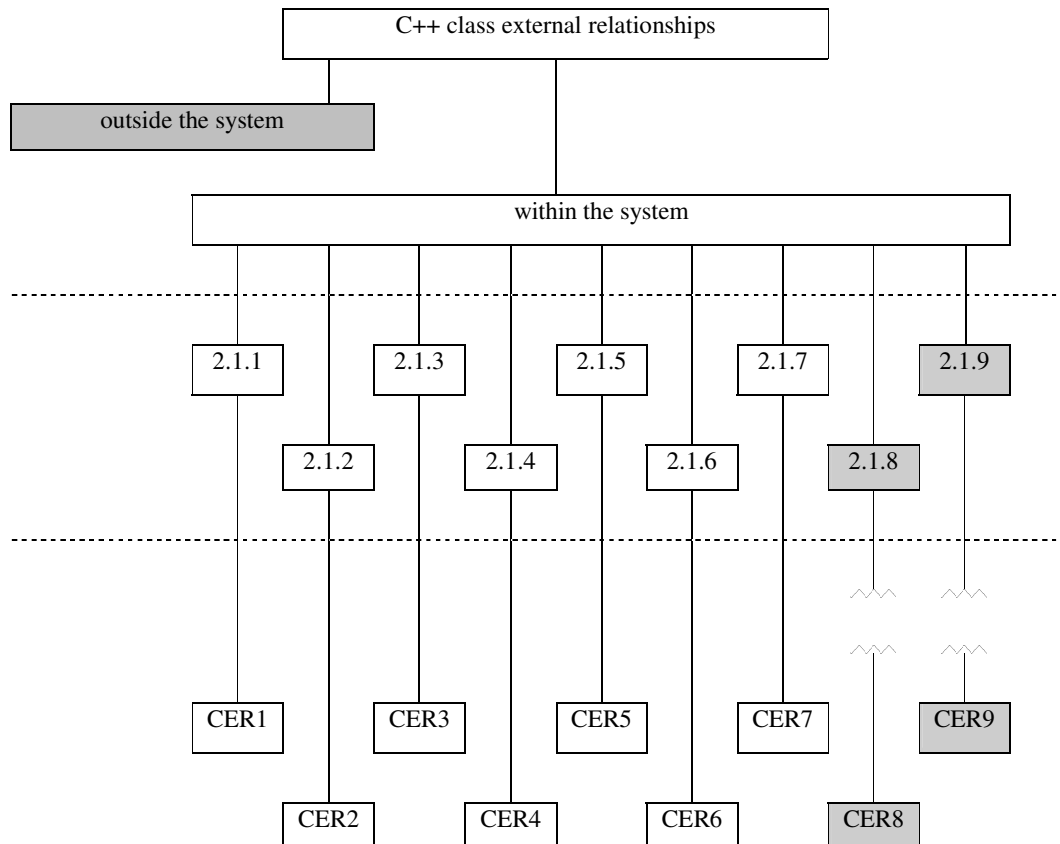 C++ class external relationships
outside the system
within the system
2.1.1
2.1.3
2.1.5
2.1.7
2.1.9
2.1.2
2.1.4
2.1.6
2.1.8
CER1
CER3
CER5
CER7
CER9
CER2
CER4
CER6
CER8